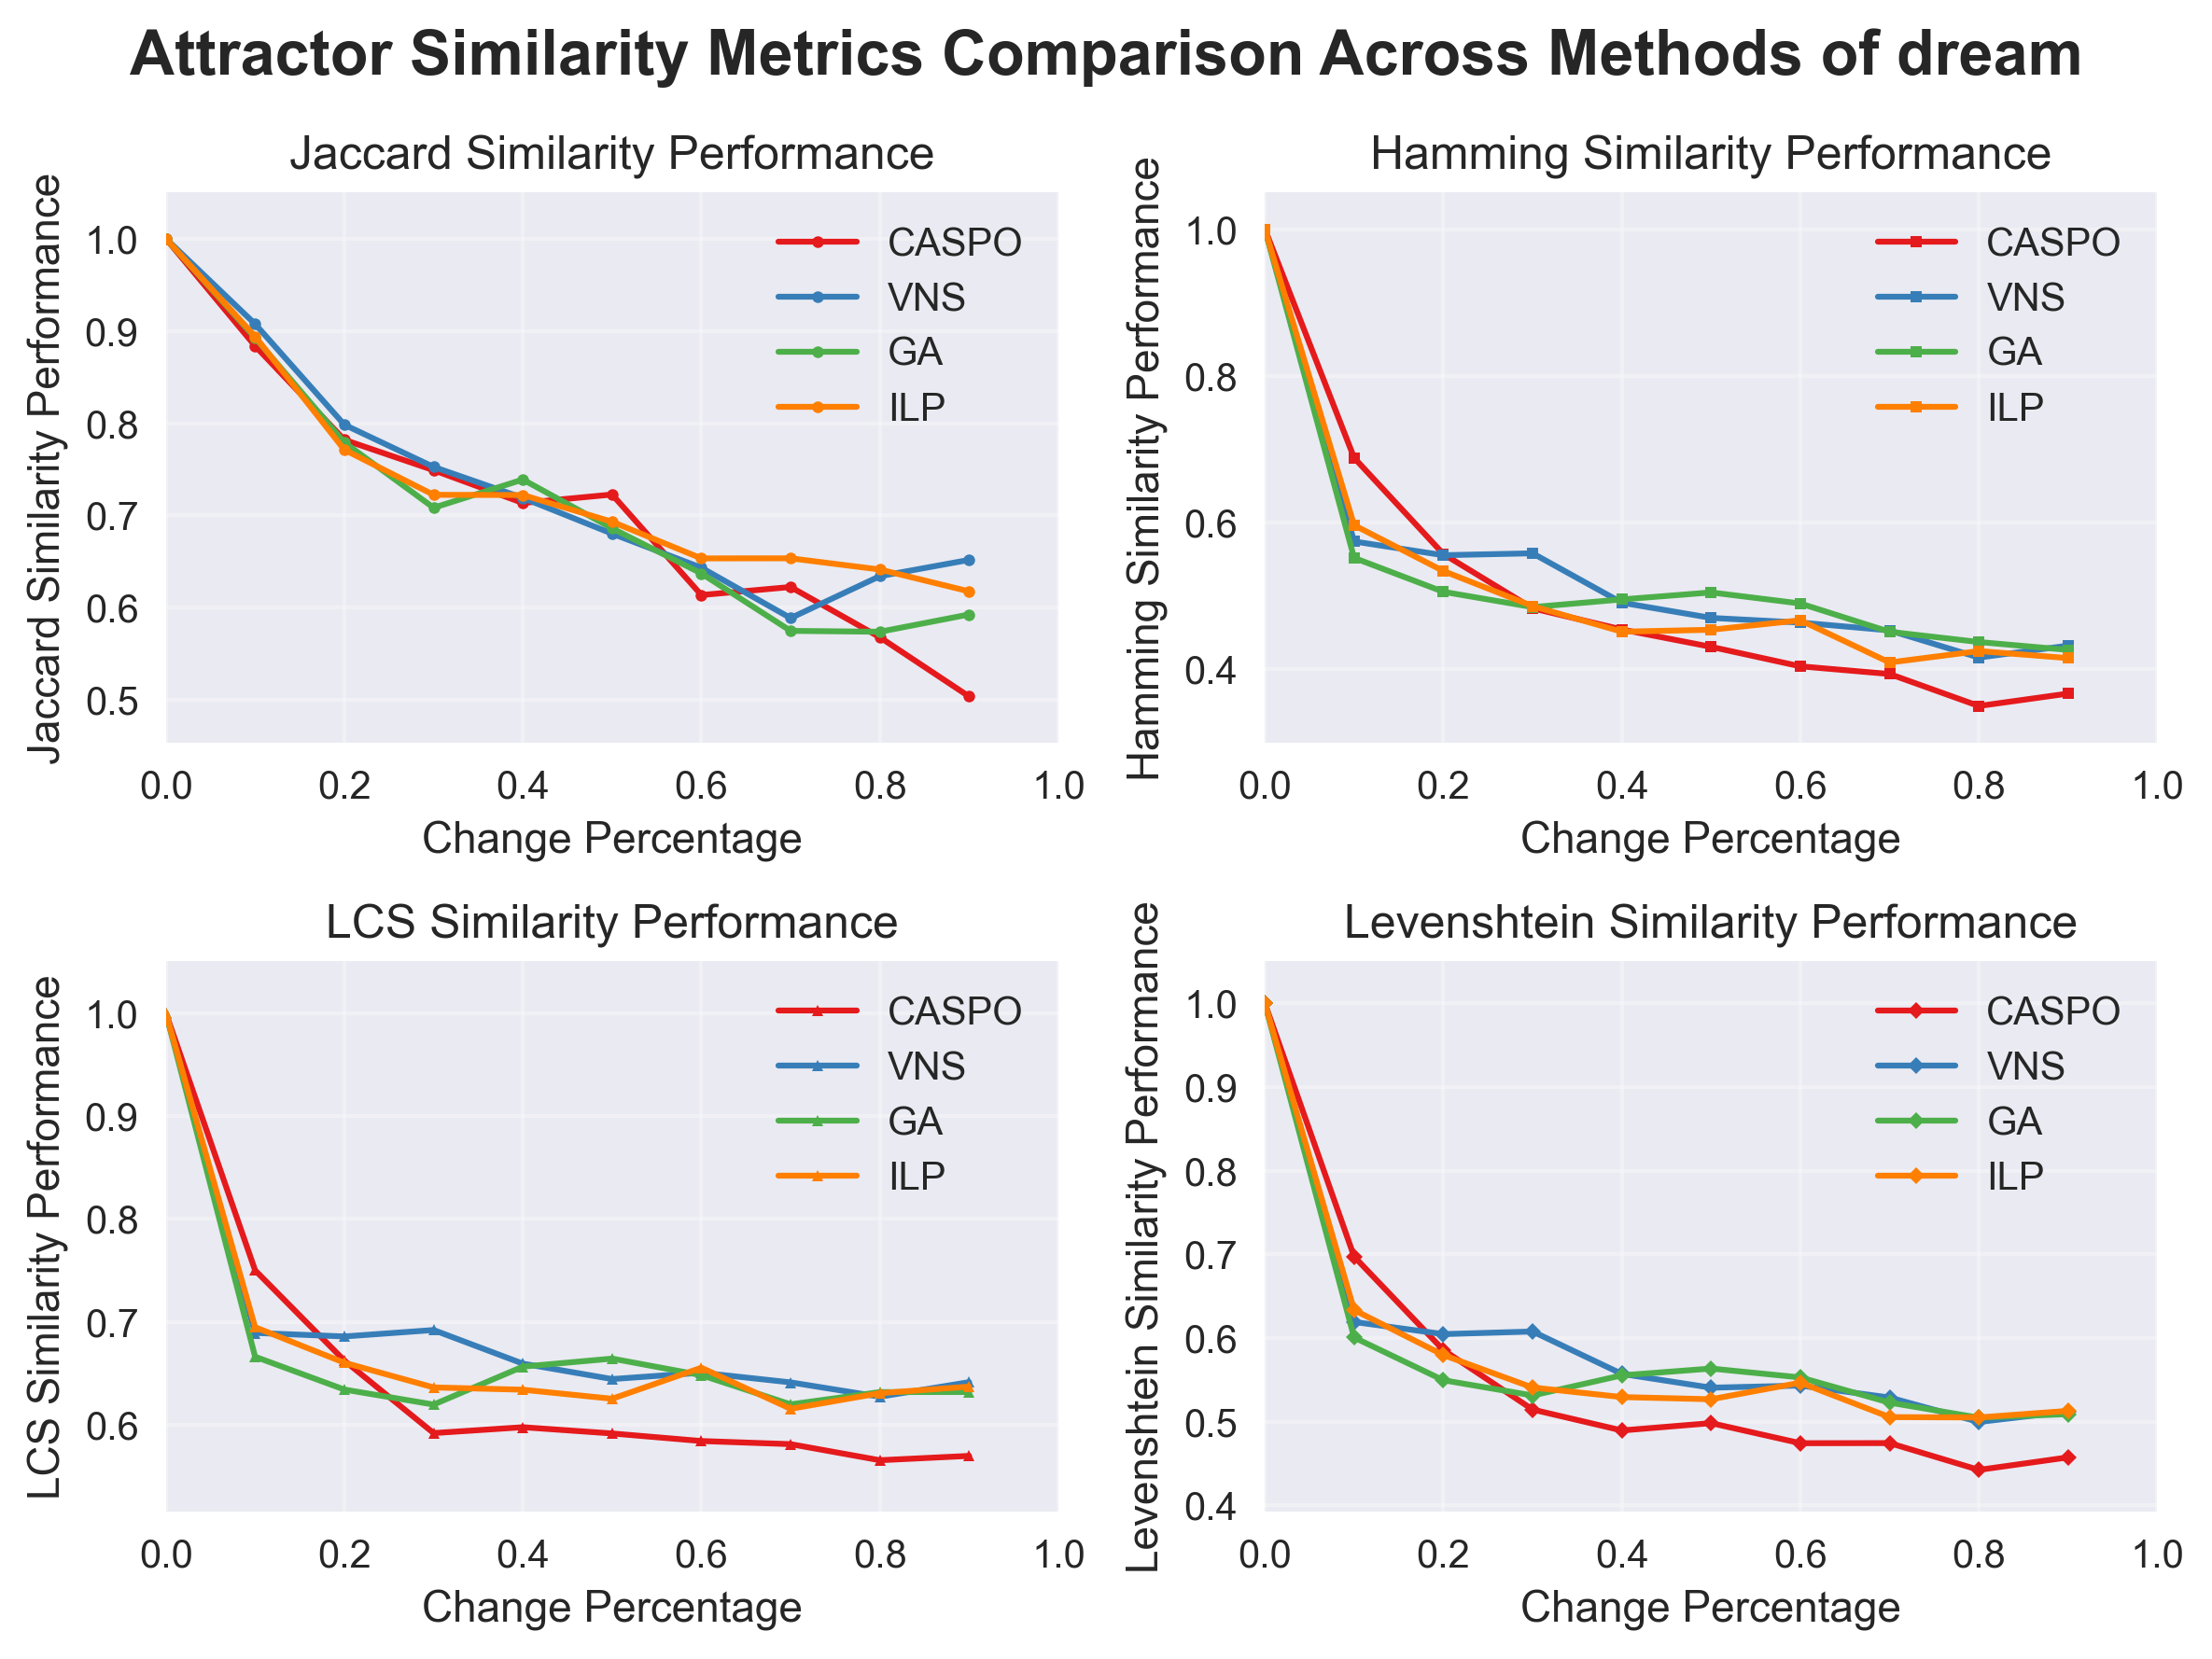 Attractor Similarity Metrics Comparison Across Methods of dream
Jaccard Similarity Performance
Jaccard Similarity Performance
1.0
0.9
0.8
0.7
0.6
0.5
CASPO
VNS
GA
ILP
0.0 0.2 0.4 0.6 0.8 1.0
Change Percentage
Hamming Similarity Performance
Hamming Similarity Performance
1.0
0.8
0.6
0.4
CASPO
VNS
GA
ILP
0.0 0.2 0.4 0.6 0.8 1.0
Change Percentage
LCS Similarity Performance
LCS Similarity Performance
1.0
0.9
0.8
0.7
0.6
CASPO
VNS
GA
ILP
0.0 0.2 0.4 0.6 0.8 1.0
Change Percentage
Levenshtein Similarity Performance
Levenshtein Similarity Performance
1.0
0.9
0.8
0.7
0.6
0.5
0.4
CASPO
VNS
GA
ILP
0.0 0.2 0.4 0.6 0.8 1.0
Change Percentage